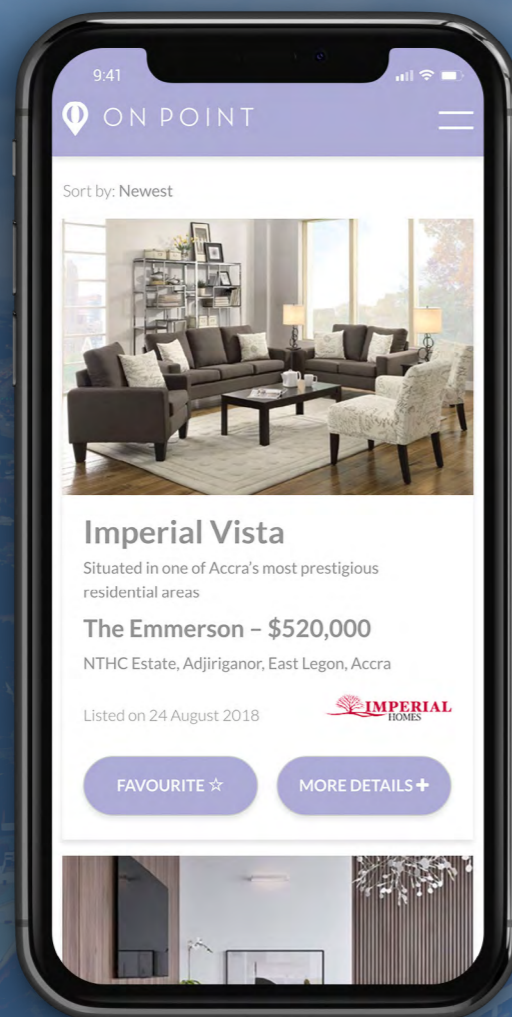 9:41
ON POINT
Sort by: Newest
Imperial Vista
Situated in one of Accra's most prestigious
residential areas
The Emmerson – $520,000
NTHC Estate, Adjiriganor, East Legon, Accra
Listed on 24 August 2018
IMPERIAL
HOMES
FAVOURITE ☆
MORE DETAILS +